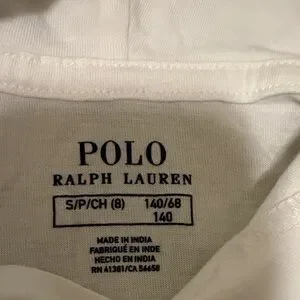 POLO
RALPH LAUREN
S/P/CH (8) 140/68
140
MADE IN INDIA
FABRIQUÉ EN INDE
HECHO EN INDIA
RN 41381/CA 56650